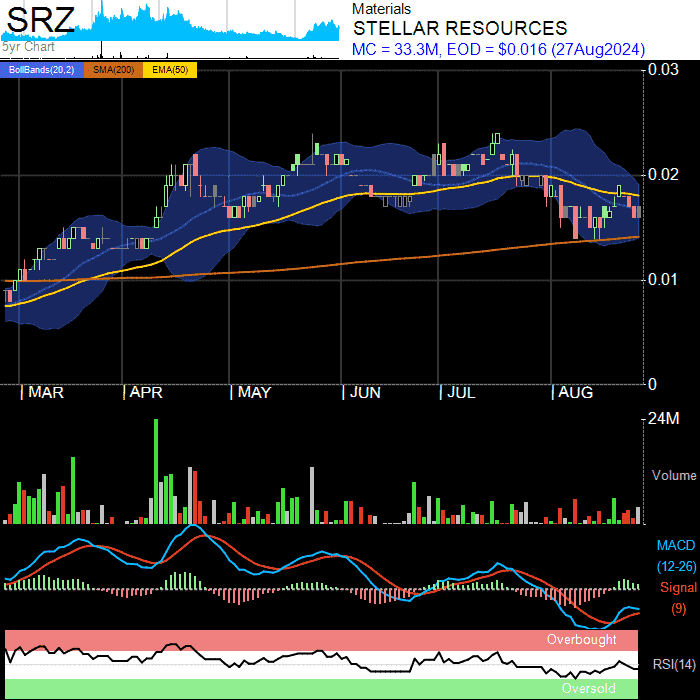 SRZ
5yr Chart
Materials
STELLAR RESOURCES
MC = 33.3M, EOD = $0.016 (27Aug2024)
BollBands(20,2) SMA(200) EMA(50)
0.03
0.02
0.01
0
MAR APR MAY JUN JUL AUG
24M
Volume
MACD
(12-26)
Signal
(9)
Overbought
RSI(14)
Oversold